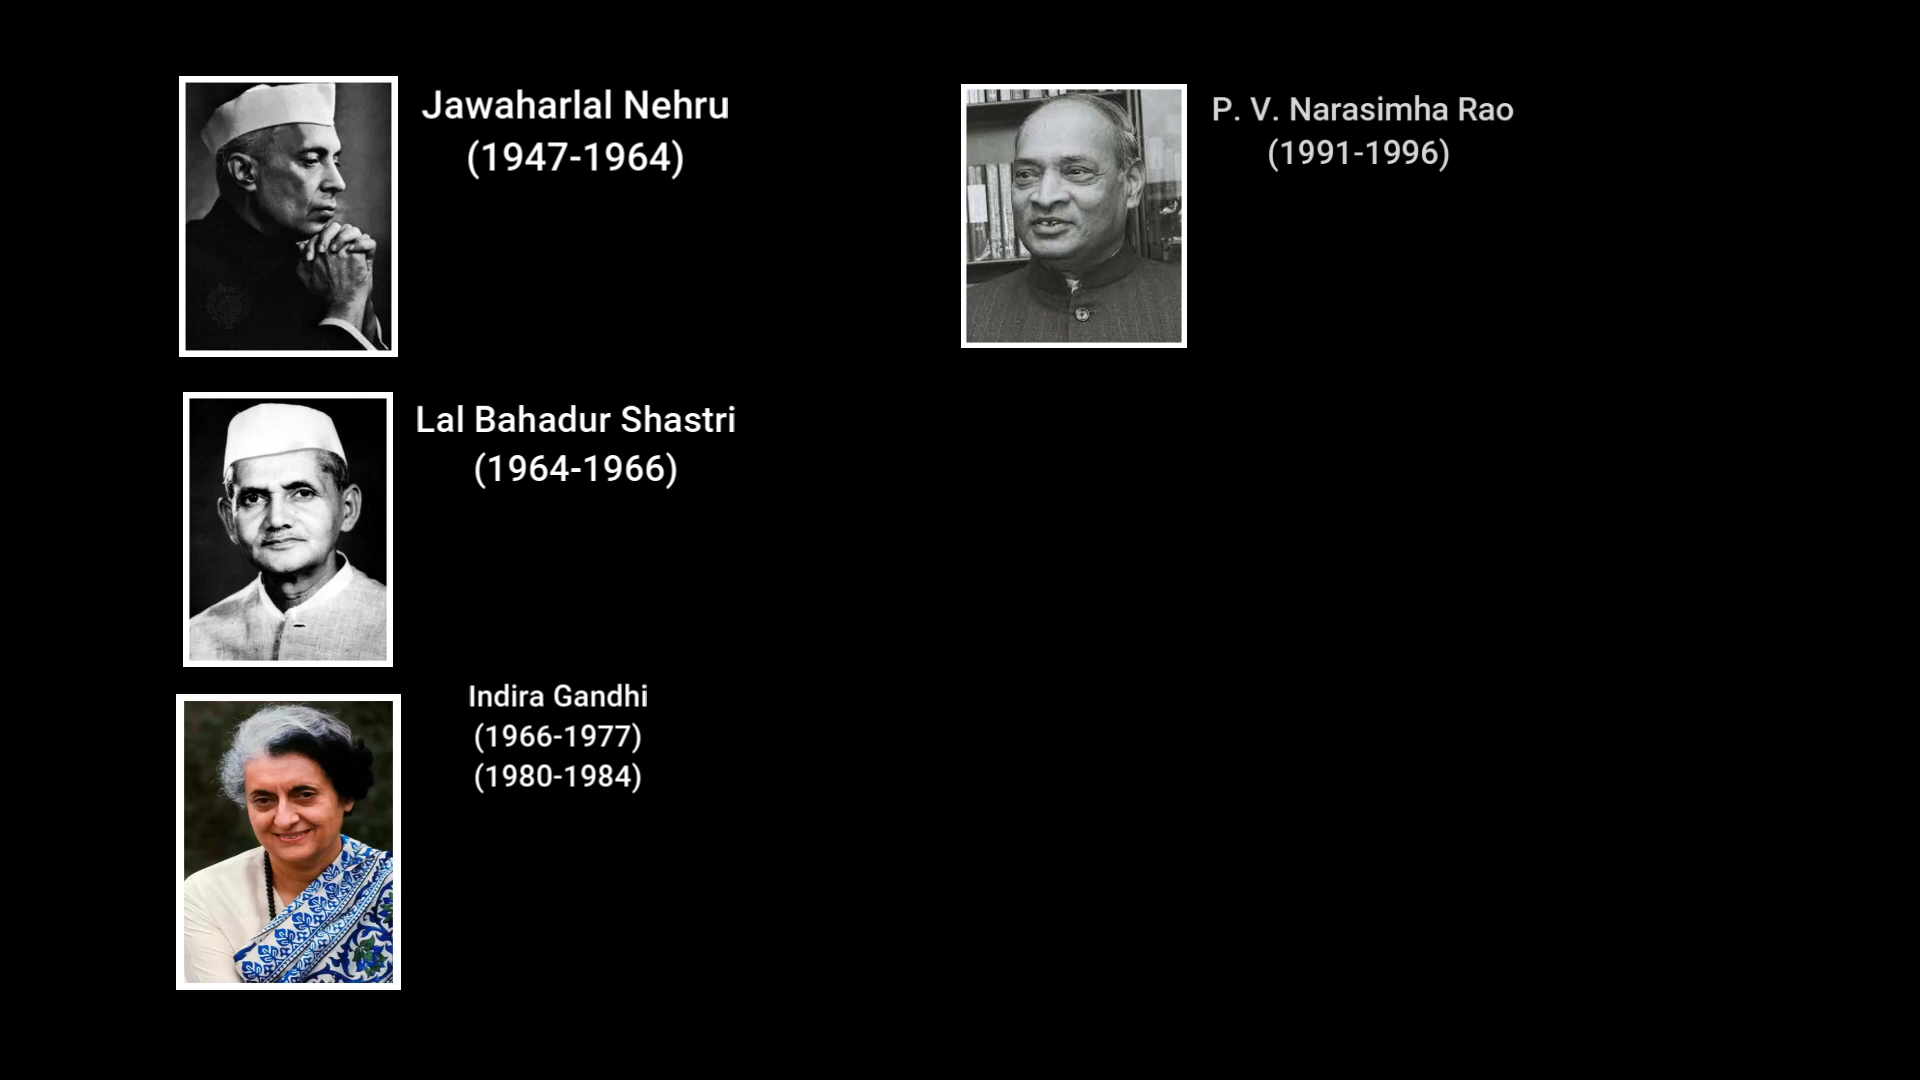 Jawaharlal Nehru
(1947-1964)
Lal Bahadur Shastri
(1964-1966)
Indira Gandhi
(1966-1977)
(1980-1984)
P. V. Narasimha Rao
(1991-1996)